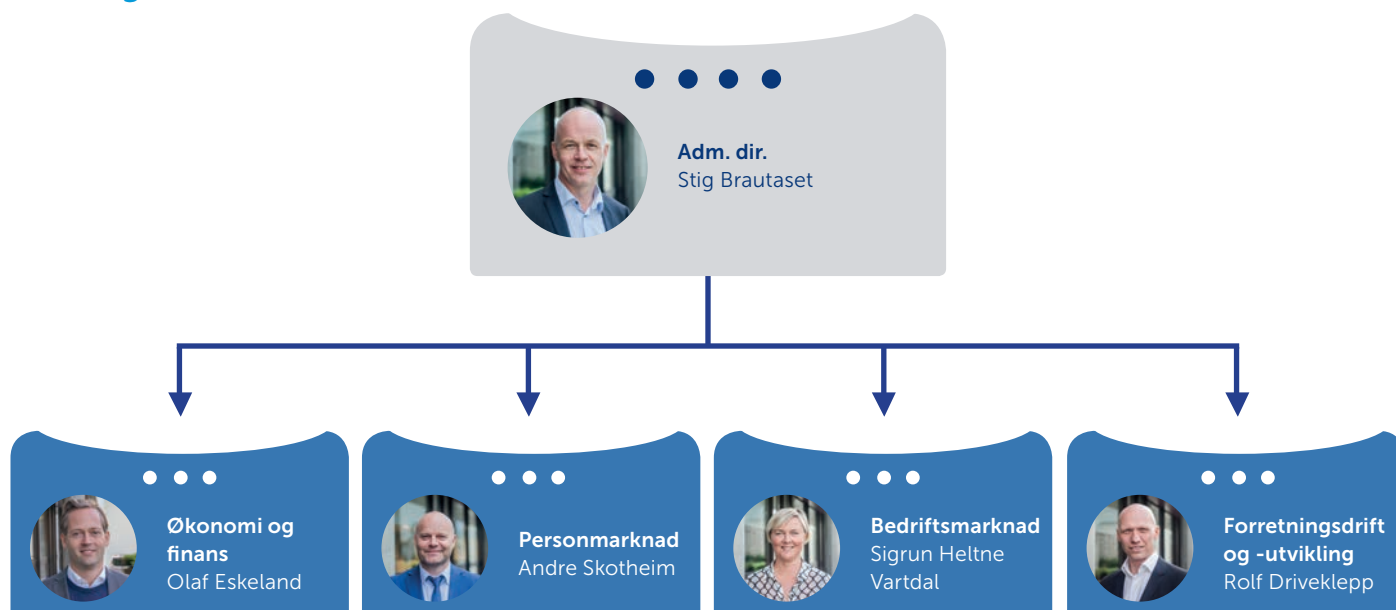 Adm. dir.
Stig Brautaset
Økonomi og
finans
Olaf Eskeland
Personmarknad
Andre Skotheim
Bedriftsmarknad
Sigrun Heltne
Vartdal
Forretningsdrift
og -utvikling
Rolf Driveklepp